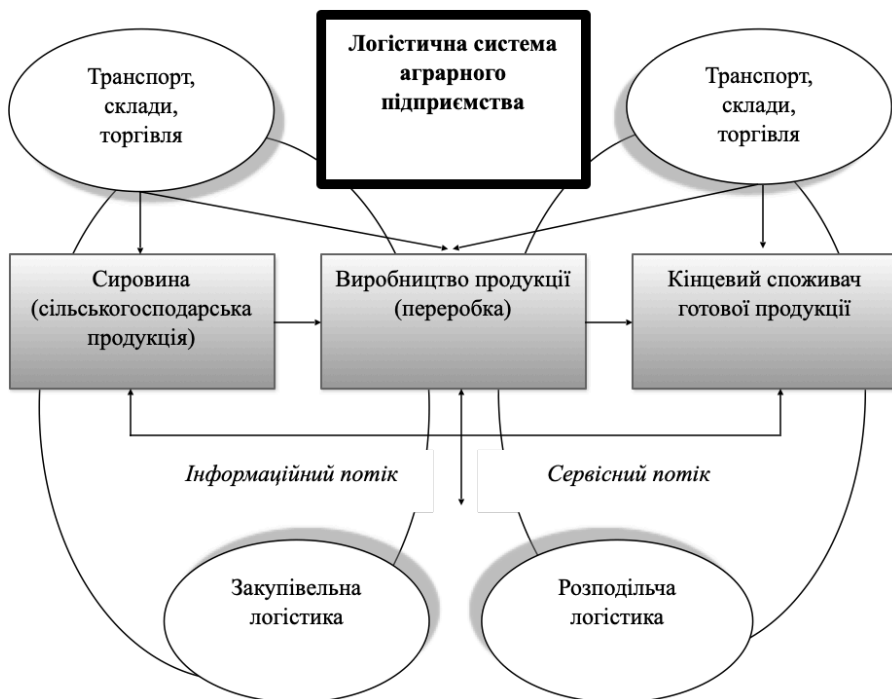 Логістична система
аграрного
підприємства
Транспорт,
склади,
торгівля
Транспорт,
склади,
торгівля
Сировина
(сільськогосподарська
продукція)
Виробництво продукції
(переробка)
Кінцевий споживач
готової продукції
Інформаційний потік
Сервісний потік
Закупівельна
логістика
Розподільча
логістика